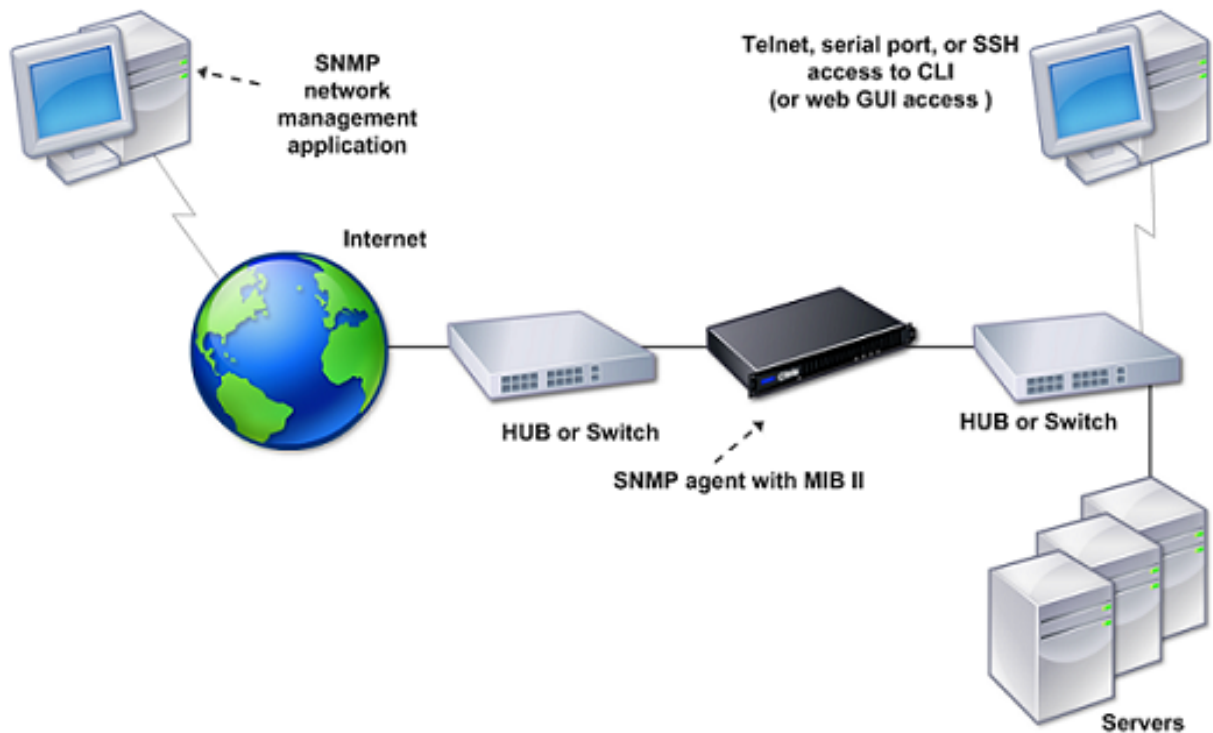 SNMP
network
management
application
Telnet, serial port, or SSH
access to CLI
(or web GUI access )
Internet
HUB or Switch
SNMP agent with MIB II
HUB or Switch
Servers